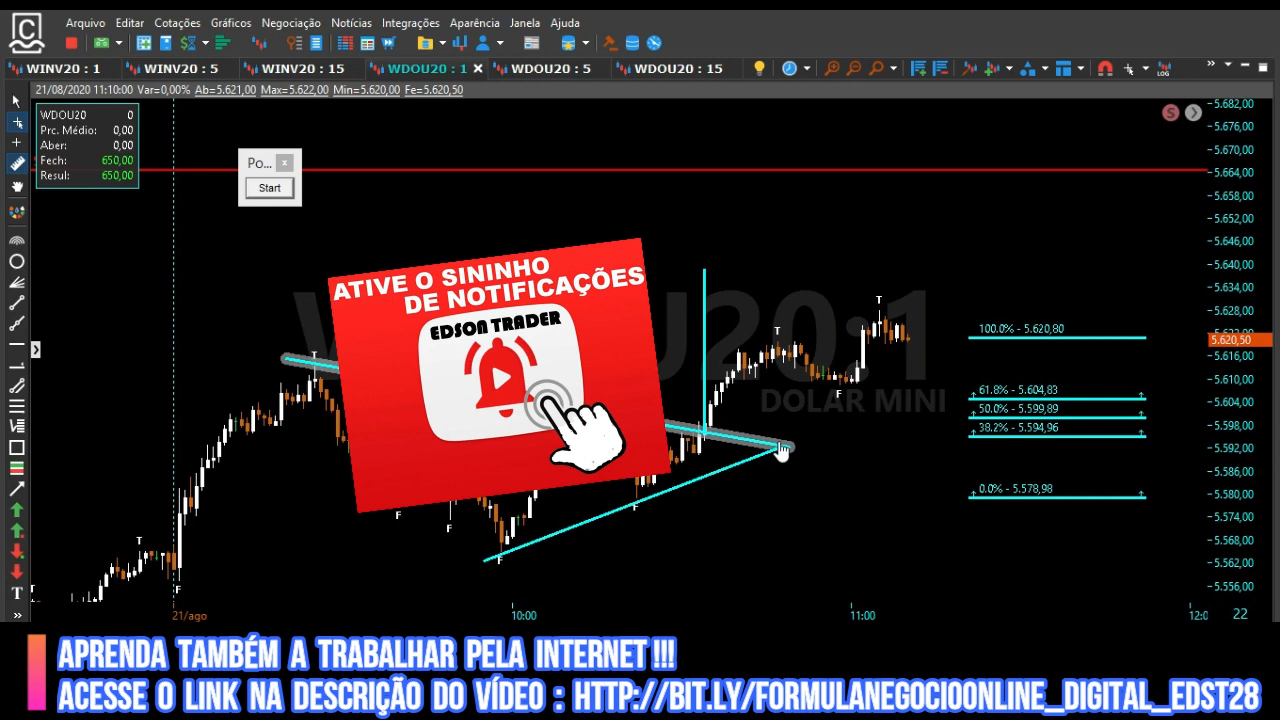 Arquivo Editar Cotações Gráficos Negociação Notícias Integrações Aparência Janela Ajuda
WINV20 : 1 WINV20 : 5 WINV20 : 15 WDOU20 : 1 WDOU20 : 5 WDOU20 : 15
LOG
21/08/2020 11:10:00 Var=0,00% Ab=5.621,00 Max=5.622,00 Min=5.620,00 Fe=5.620,50
WDOU20 0
Prc. Médio: 0,00
Aber: 0,00
Fech: 650,00
Resul: 650,00
Po... x
Start
S
5.682,00
5.676,00
5.670,00
5.664,00
5.658,00
5.652,00
5.646,00
5.640,00
5.634,00
5.628,00
5.620,50
5.616,00
5.610,00
5.604,00
5.598,00
5.592,00
5.586,00
5.580,00
5.574,00
5.568,00
5.562,00
5.556,00
ATIVE O SININHO
DE NOTIFICAÇÕES
EDSON TRADER
DOLAR MINI
100.0% - 5.620,80
61.8% - 5.604,83
50.0% - 5.599,89
38.2% - 5.594,96
0.0% - 5.578,98
T
T
T
T
F
F
F
F
F
F
21/ago 10:00 11:00 22
APRENDA TAMBÉM A TRABALHAR PELA INTERNET!!!
ACESSE O LINK NA DESCRIÇÃO DO VÍDEO : HTTP://BIT.LY/FORMULANEGOCIOONLINE_DIGITAL_EDST28